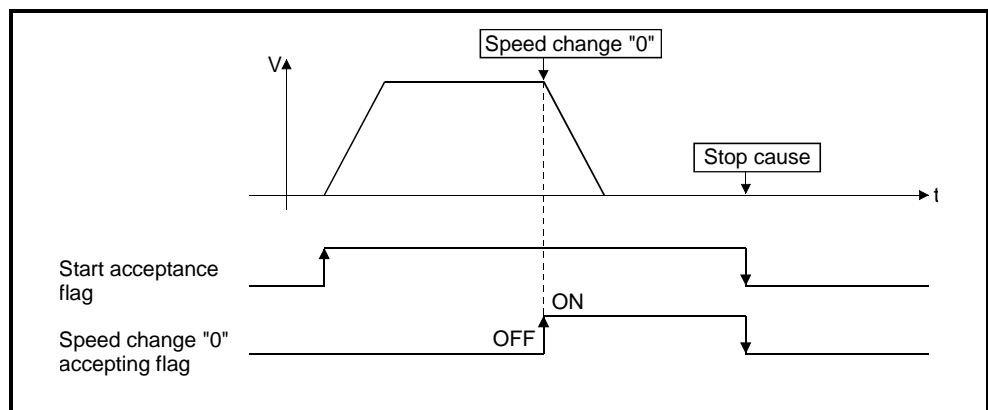 Speed change "0"
V
Stop cause
t
Start acceptance
flag
ON
OFF
Speed change "0"
accepting flag